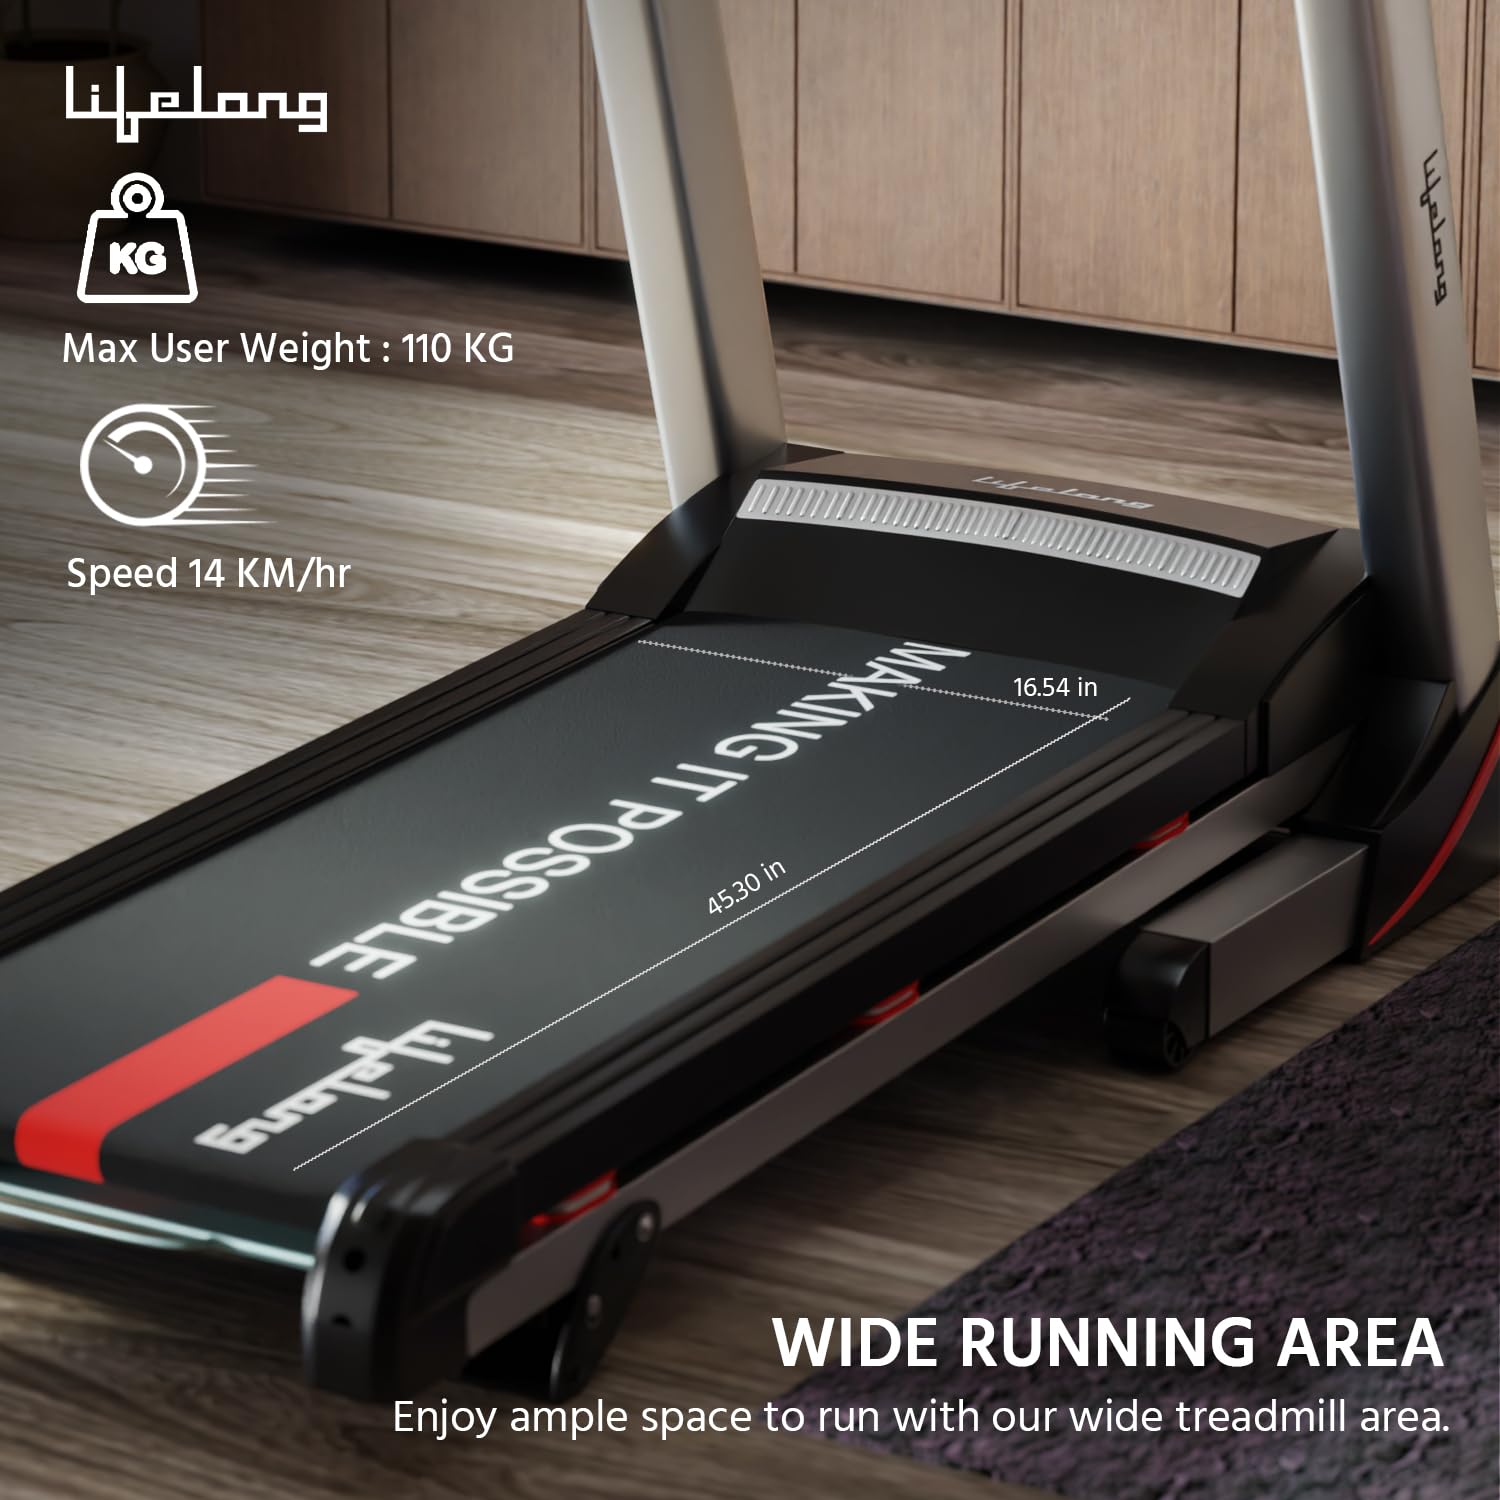 Lifelong
KG
Max User Weight : 110 KG
Speed 14 KM/hr
lifelong
lifelong
16.54 in
MAKING IT POSSIBLE
45.30 in
Lifelong
WIDE RUNNING AREA
Enjoy ample space to run with our wide treadmill area.